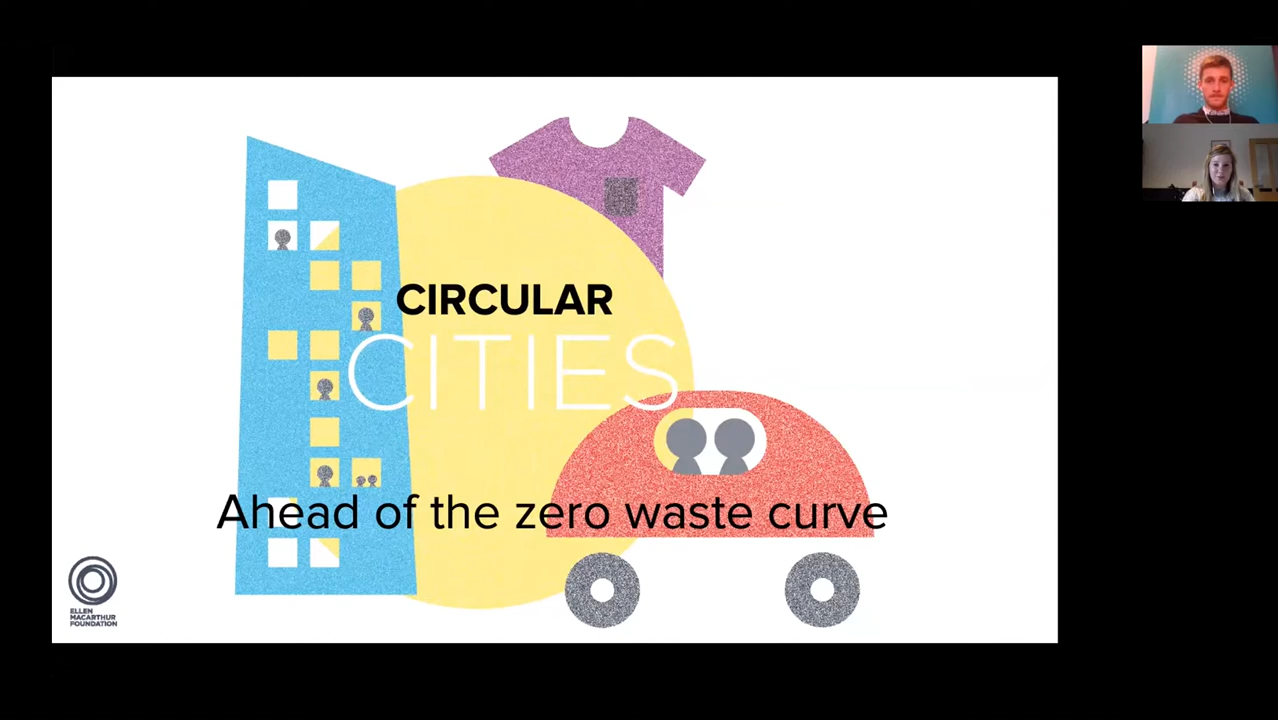 CIRCULAR
CITIES
Ahead of the zero waste curve
ELLEN
MACARTHUR
FOUNDATION